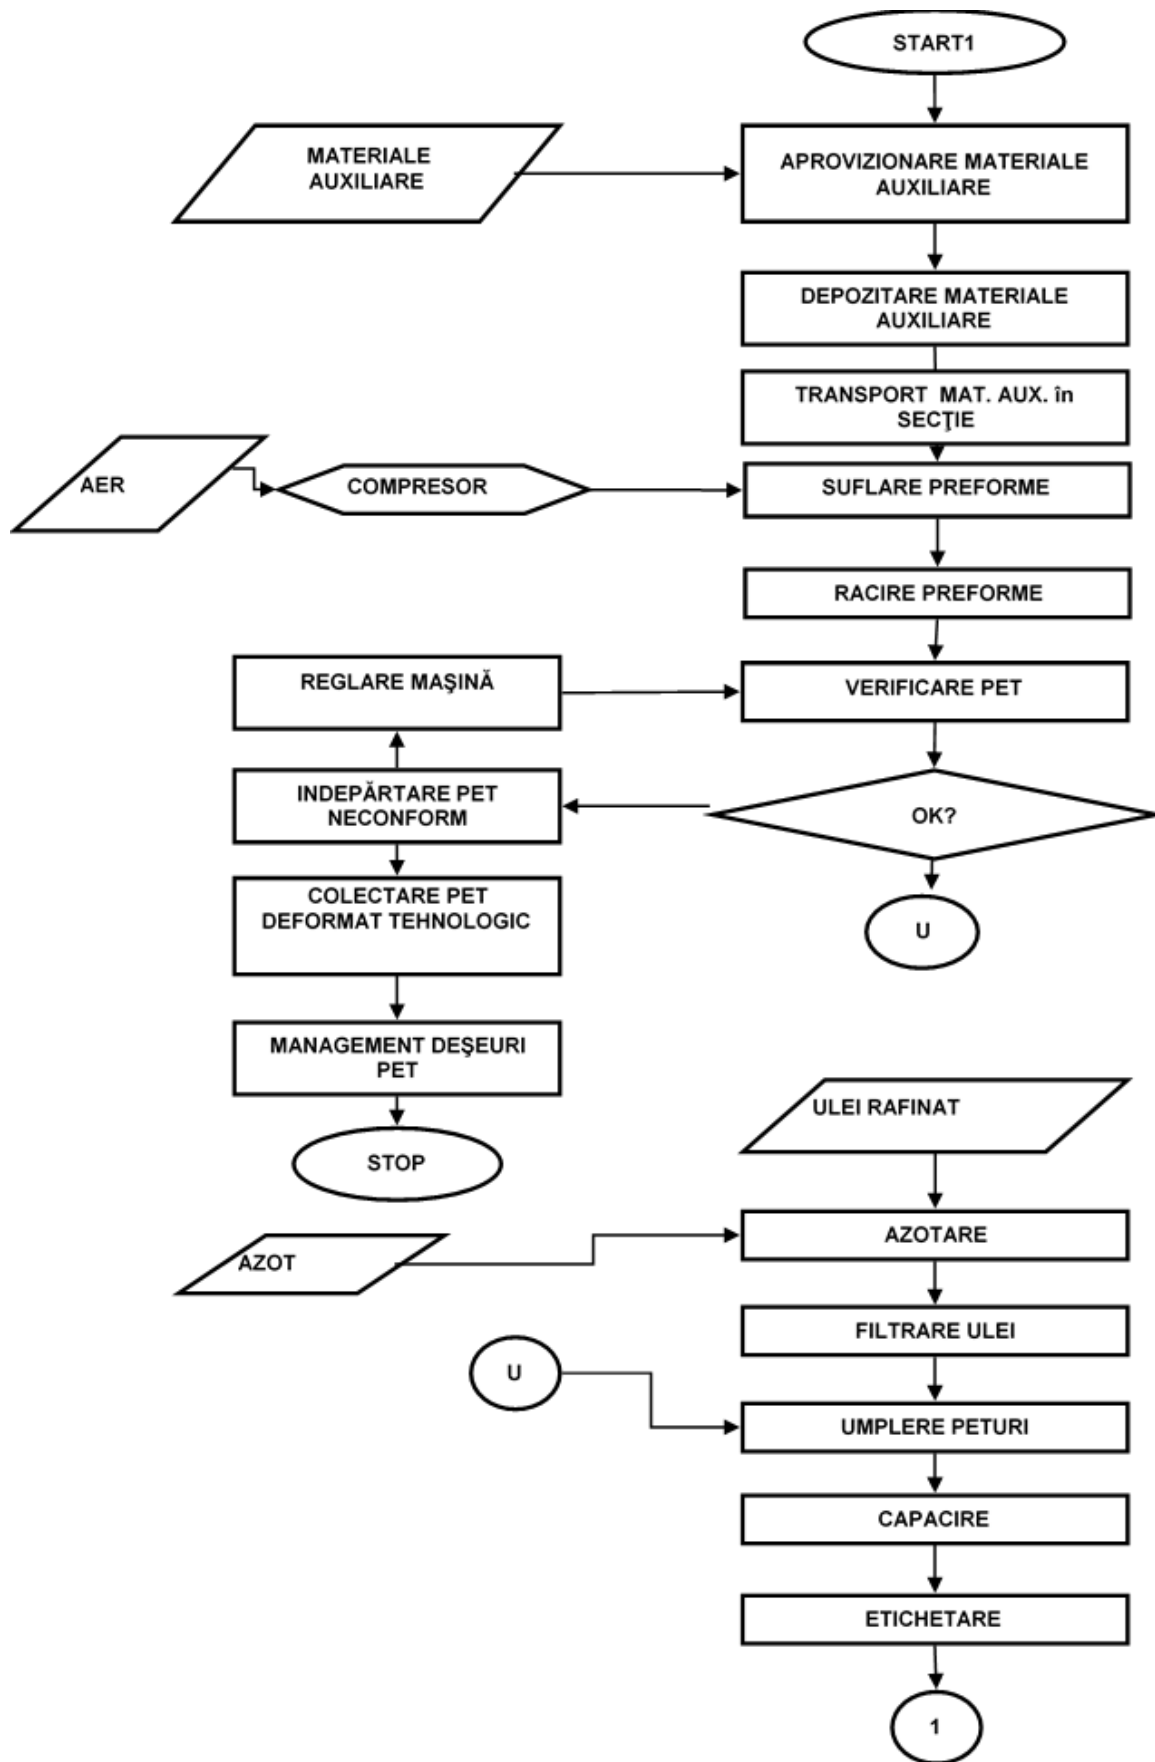 START1
MATERIALE
AUXILIARE
APROVIZIONARE MATERIALE
AUXILIARE
DEPOZITARE MATERIALE
AUXILIARE
TRANSPORT MAT. AUX. în
SECŢIE
AER
COMPRESOR
SUFLARE PREFORME
RACIRE PREFORME
REGLARE MAŞINĂ
VERIFICARE PET
INDEPĂRTARE PET
NECONFORM
OK?
COLECTARE PET
DEFORMAT TEHNOLOGIC
U
MANAGEMENT DEŞEURI
PET
ULEI RAFINAT
STOP
AZOTARE
AZOT
FILTRARE ULEI
U
UMPLERE PETURI
CAPACIRE
ETICHETARE
1